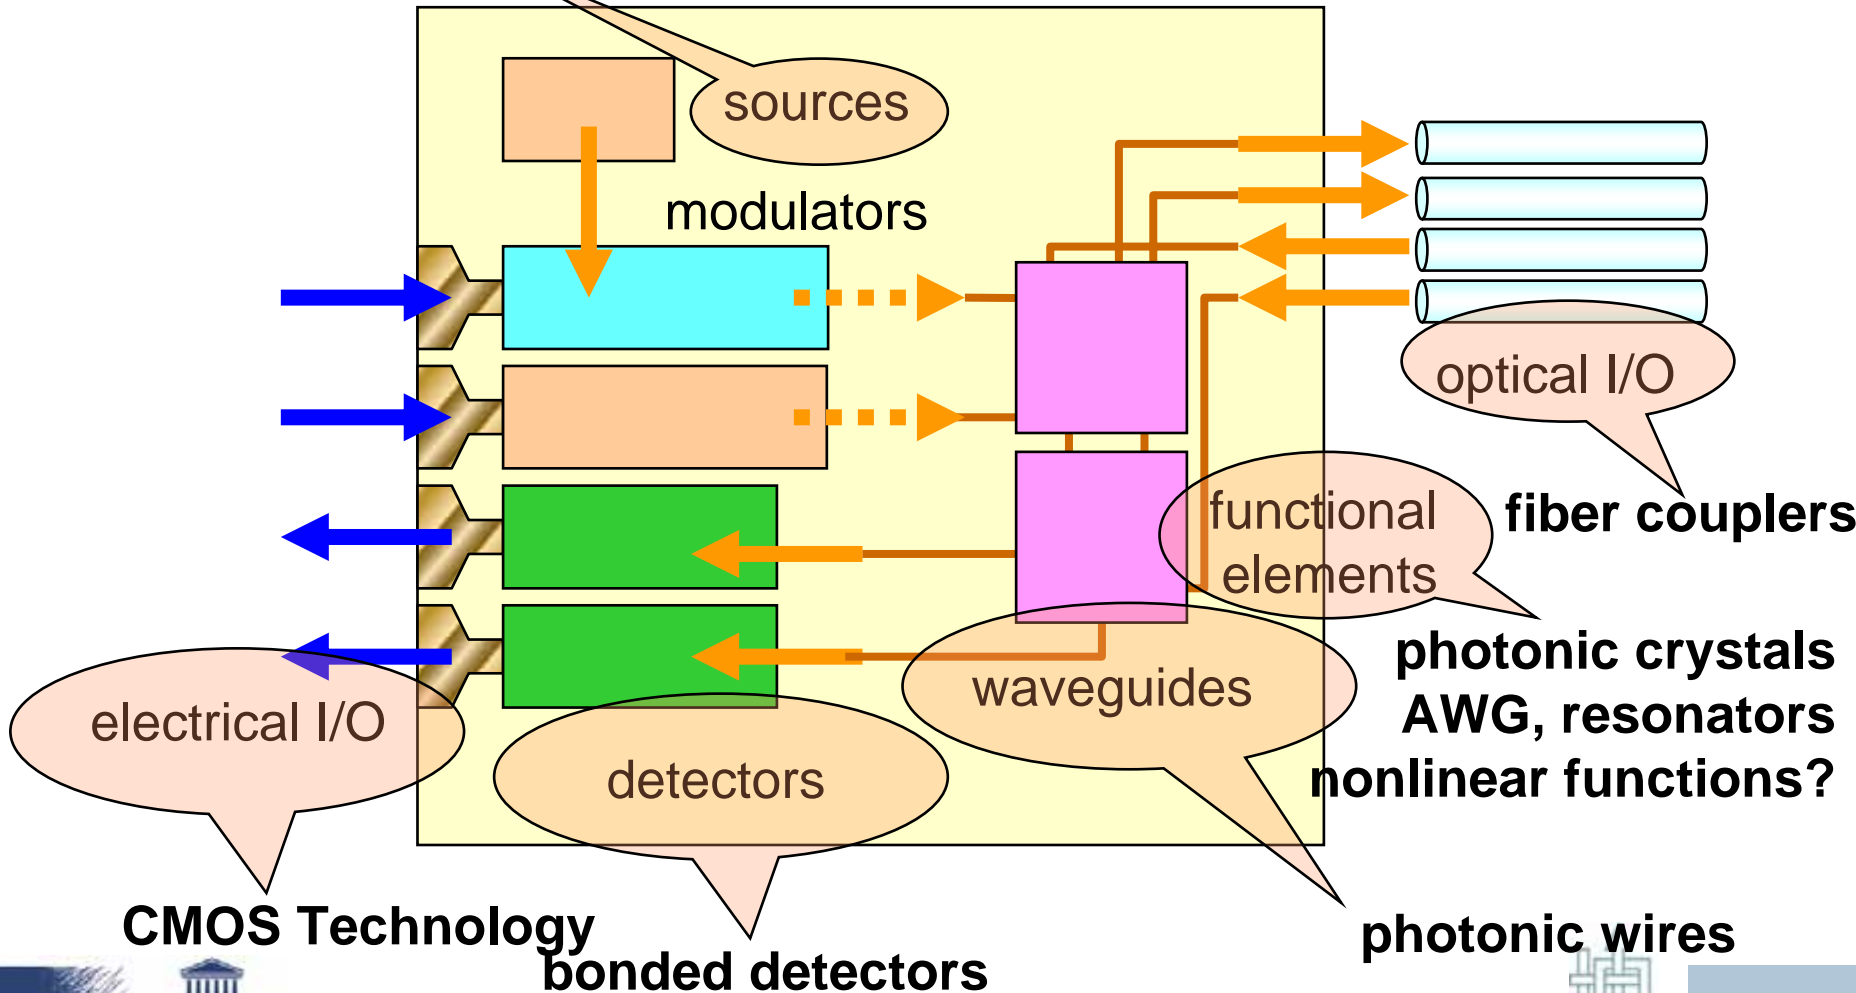 sources
modulators
optical I/O
functional
elements
fiber couplers
photonic crystals
AWG, resonators
nonlinear functions?
waveguides
electrical I/O
detectors
CMOS Technology
photonic wires
bonded detectors